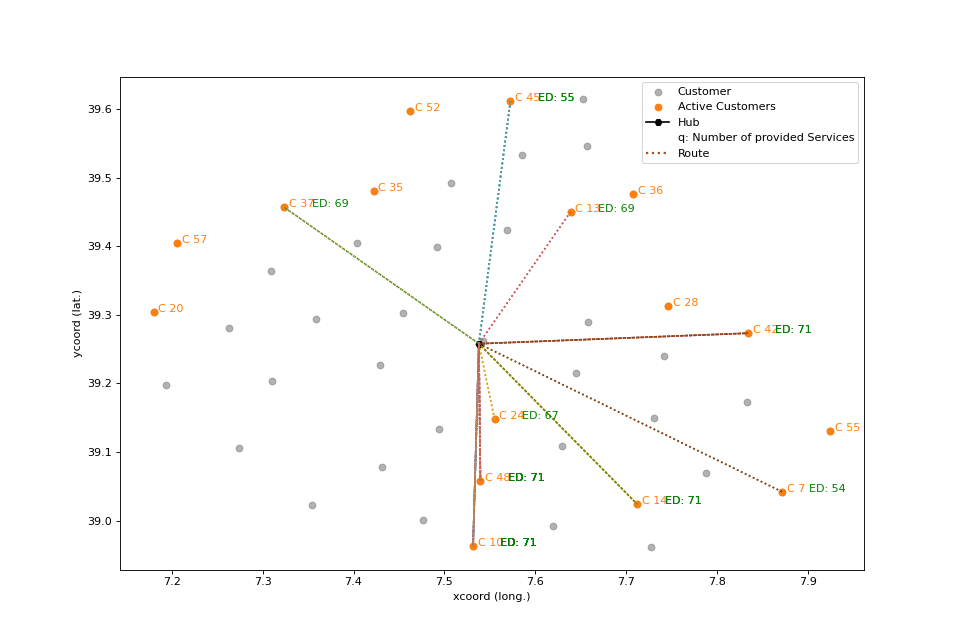 Customer
Active Customers
Hub
q: Number of provided Services
Route
C 45 ED: 55
C 52
C 35
C 36
C 37 ED: 69
C 13 ED: 69
C 57
C 20
C 28
C 42 ED: 71
C 24 ED: 67
C 55
C 48 ED: 71
C 7 ED: 54
C 14 ED: 71
C 10 ED: 71
39.6
39.5
39.4
39.3
39.2
39.1
39.0
ycoord (lat.)
7.2 7.3 7.4 7.5 7.6 7.7 7.8 7.9
xcoord (long.)